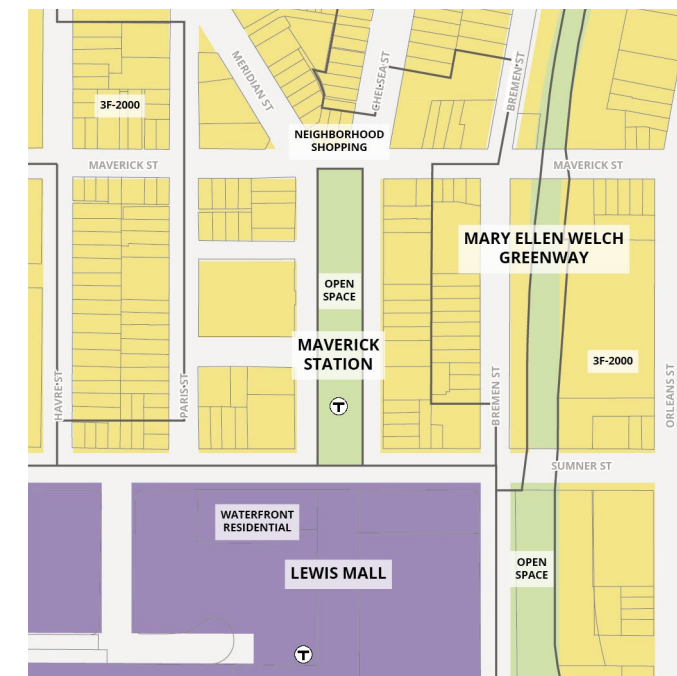 MERIDIAN ST
CHELSEA ST
BREMEN ST
3F-2000
NEIGHBORHOOD
SHOPPING
MAVERICK ST
MAVERICK ST
MARY ELLEN WELCH
GREENWAY
OPEN
SPACE
MAVERICK
STATION
3F-2000
HAVRE ST
PARIS ST
BREMEN ST
ORLEANS ST
T
SUMNER ST
WATERFRONT
RESIDENTIAL
LEWIS MALL
OPEN
SPACE
T